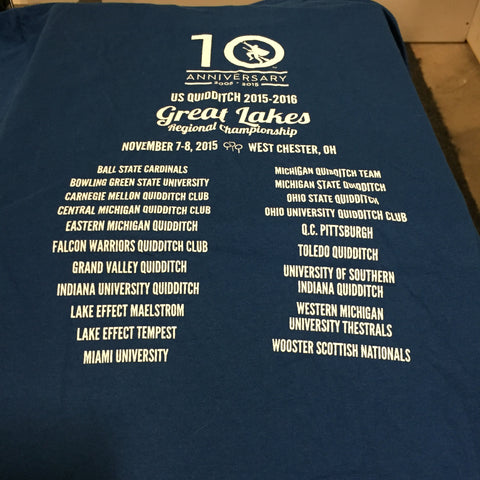 10
ANNIVERSARY
2005 • 2015
US QUIDDITCH 2015-2016
Great Lakes
Regional Championship
NOVEMBER 7-8, 2015 WEST CHESTER, OH
BALL STATE CARDINALS
BOWLING GREEN STATE UNIVERSITY
CARNEGIE MELLON QUIDDITCH CLUB
CENTRAL MICHIGAN QUIDDITCH CLUB
EASTERN MICHIGAN QUIDDITCH
FALCON WARRIORS QUIDDITCH CLUB
GRAND VALLEY QUIDDITCH
INDIANA UNIVERSITY QUIDDITCH
LAKE EFFECT MAELSTROM
LAKE EFFECT TEMPEST
MIAMI UNIVERSITY
MICHIGAN QUIDDITCH TEAM
MICHIGAN STATE QUIDDITCH
OHIO STATE QUIDDITCH
OHIO UNIVERSITY QUIDDITCH CLUB
Q.C. PITTSBURGH
TOLEDO QUIDDITCH
UNIVERSITY OF SOUTHERN
INDIANA QUIDDITCH
WESTERN MICHIGAN
UNIVERSITY THESTRALS
WOOSTER SCOTTISH NATIONALS